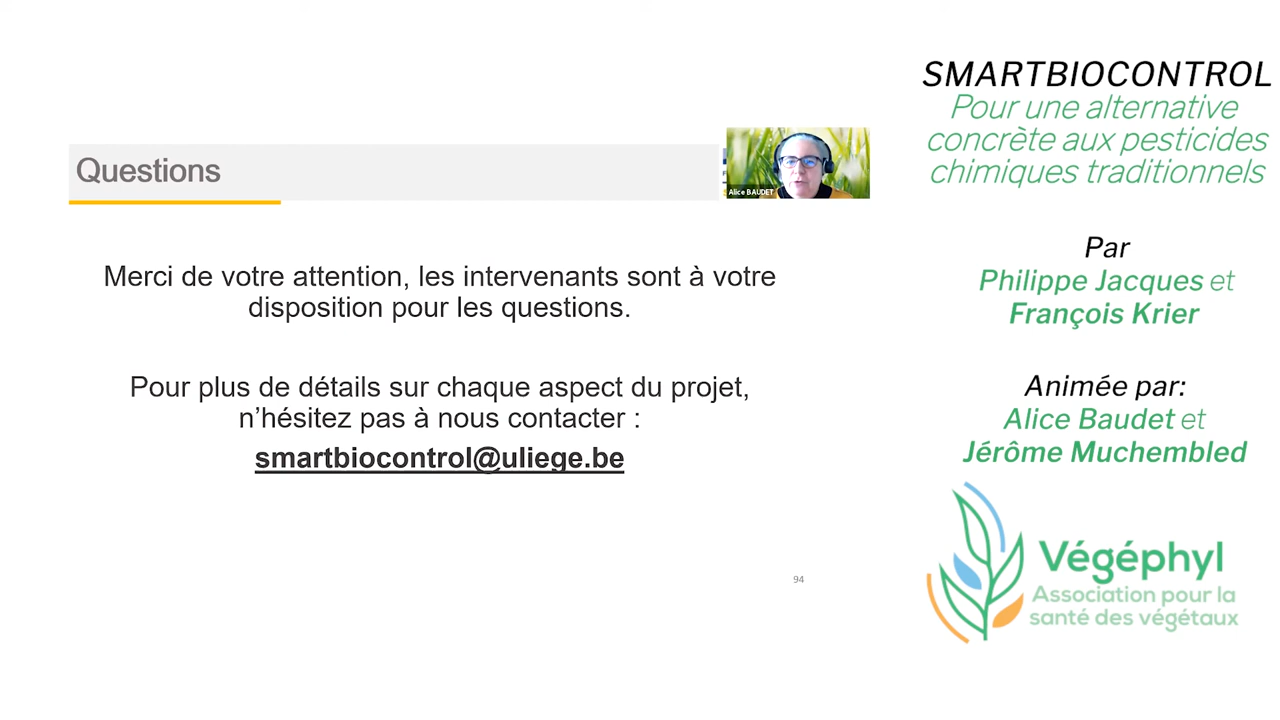 Questions
Alice BAUDET
Merci de votre attention, les intervenants sont à votre
disposition pour les questions.
Pour plus de détails sur chaque aspect du projet,
n’hésitez pas à nous contacter :
smartbiocontrol@uliege.be
94
SMARTBIOCONTROL
Pour une alternative
concrète aux pesticides
chimiques traditionnels
Par
Philippe Jacques et
François Krier
Animée par:
Alice Baudet et
Jérôme Muchembled
Végéphyl
Association pour la
santé des végétaux